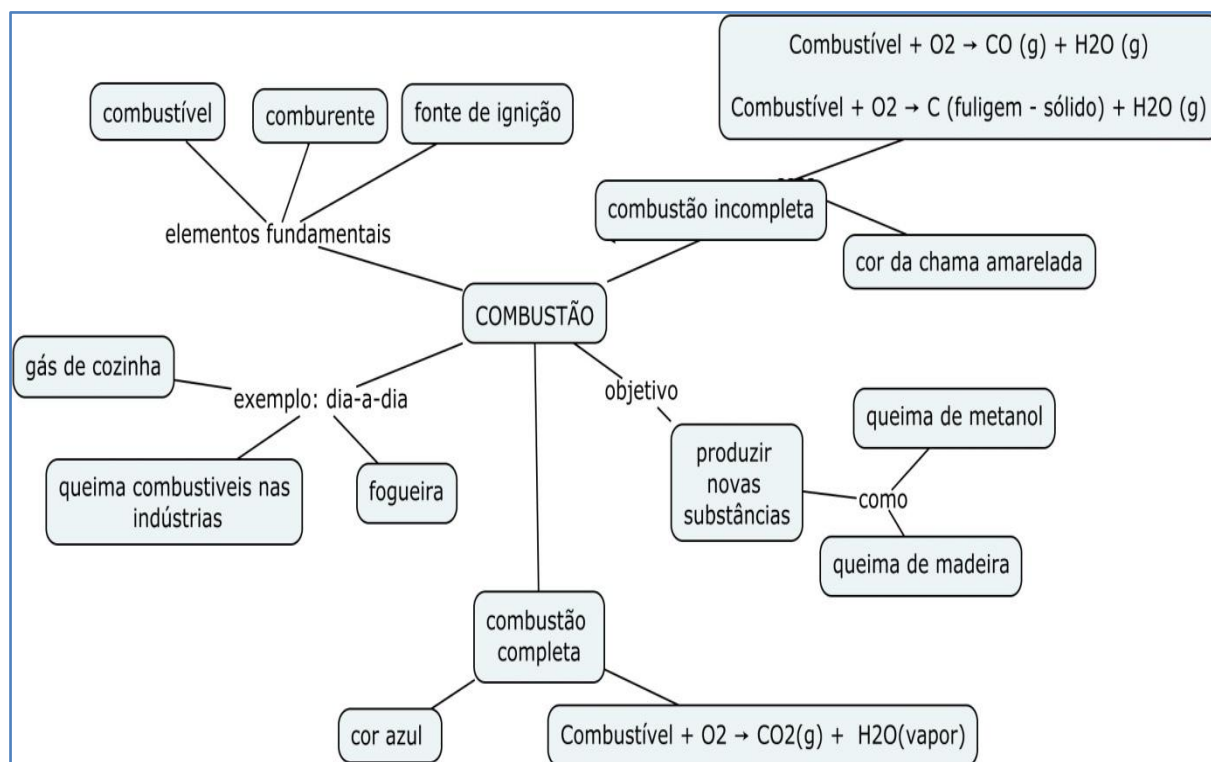 Combustível + O2 → CO (g) + H2O (g)
Combustível + O2 → C (fuligem - sólido) + H2O (g)
combustível
comburente
fonte de ignição
elementos fundamentais
combustão incompleta
cor da chama amarelada
COMBUSTÃO
gás de cozinha
exemplo: dia-a-dia
queima combustiveis nas
indústrias
fogueira
objetivo
produzir
novas
substâncias
como
queima de metanol
queima de madeira
combustão
completa
cor azul
Combustível + O2 → CO2(g) + H2O(vapor)